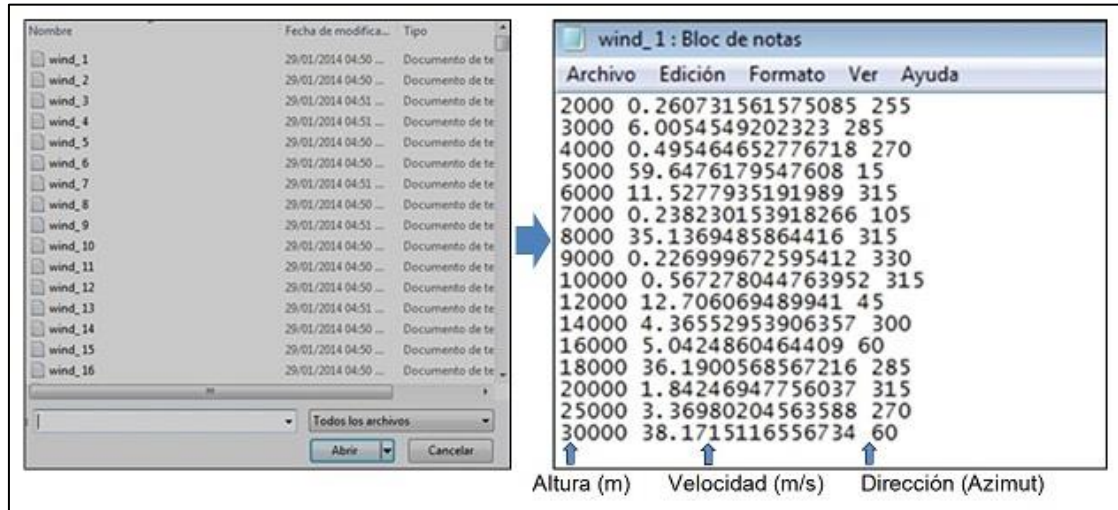 Nombre Fecha de modifica... Tipo
wind_1 29/01/2014 04:50 ... Documento de te
wind_2 29/01/2014 04:50 ... Documento de te
wind_3 29/01/2014 04:51 ... Documento de te
wind_4 29/01/2014 04:51 ... Documento de te
wind_5 29/01/2014 04:50 ... Documento de te
wind_6 29/01/2014 04:50 ... Documento de te
wind_7 29/01/2014 04:51 ... Documento de te
wind_8 29/01/2014 04:50 ... Documento de te
wind_9 29/01/2014 04:51 ... Documento de te
wind_10 29/01/2014 04:50 ... Documento de te
wind_11 29/01/2014 04:50 ... Documento de te
wind_12 29/01/2014 04:50 ... Documento de te
wind_13 29/01/2014 04:51 ... Documento de te
wind_14 29/01/2014 04:50 ... Documento de te
wind_15 29/01/2014 04:50 ... Documento de te
wind_16 29/01/2014 04:50 ... Documento de te
Todos los archivos
Abrir Cancelar
wind_1 : Bloc de notas
Archivo Edición Formato Ver Ayuda
2000 0.260731561575085 255
3000 6.0054549202323 285
4000 0.495464652776718 270
5000 59.6476179547608 15
6000 11.5277935191989 315
7000 0.238230153918266 105
8000 35.1369485864416 315
9000 0.226999672595412 330
10000 0.567278044763952 315
12000 12.706069489941 45
14000 4.36552953906357 300
16000 5.04248604644409 60
18000 36.1900568567216 285
20000 1.84246947756037 315
25000 3.36980204563588 270
30000 38.1715116556734 60
Altura (m) Velocidad (m/s) Dirección (Azimut)